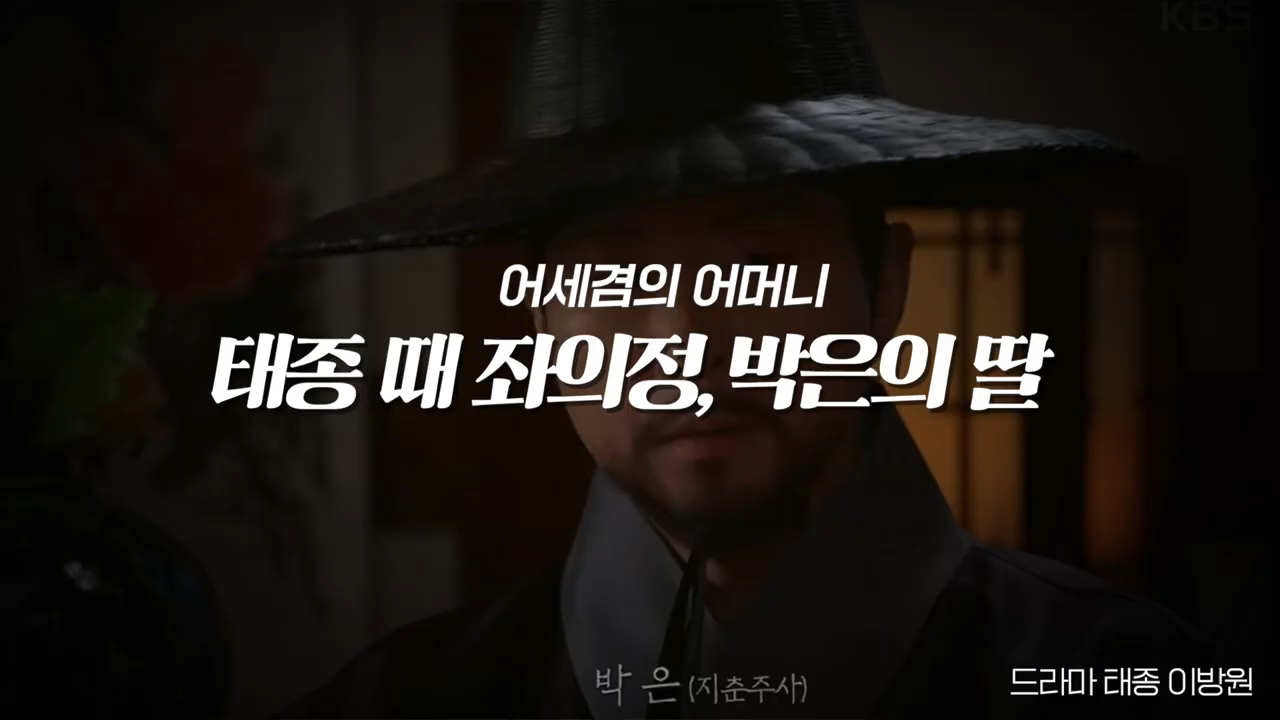 KBS
어세겸의 어머니
태종 때 좌의정, 박은의 딸
박 은 (지춘주사)
드라마 태종 이방원